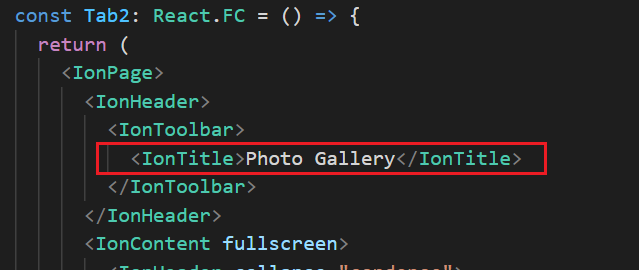 const Tab2: React.FC = () => {
return (
<IonPage>
<IonHeader>
<IonToolbar>
<IonTitle>Photo Gallery</IonTitle>
</IonToolbar>
</IonHeader>
<IonContent fullscreen>
<IonHeader collapse="condense">